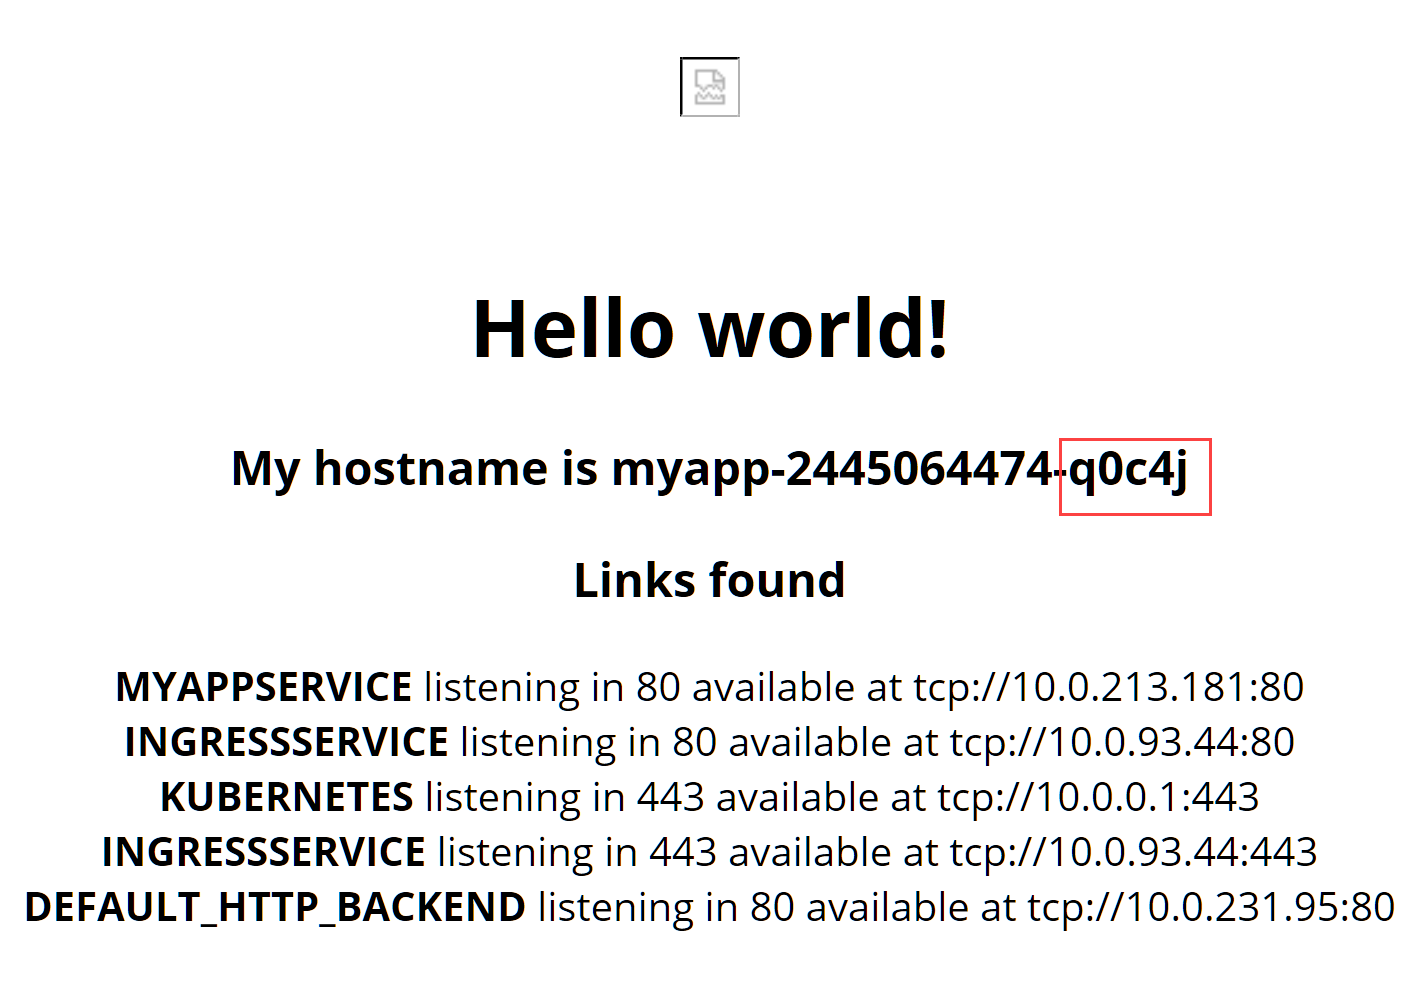 Hello world!
My hostname is myapp-2445064474-q0c4j
Links found
MYAPPSERVICE listening in 80 available at tcp://10.0.213.181:80
INGRESSSERVICE listening in 80 available at tcp://10.0.93.44:80
KUBERNETES listening in 443 available at tcp://10.0.0.1:443
INGRESSSERVICE listening in 443 available at tcp://10.0.93.44:443
DEFAULT_HTTP_BACKEND listening in 80 available at tcp://10.0.231.95:80